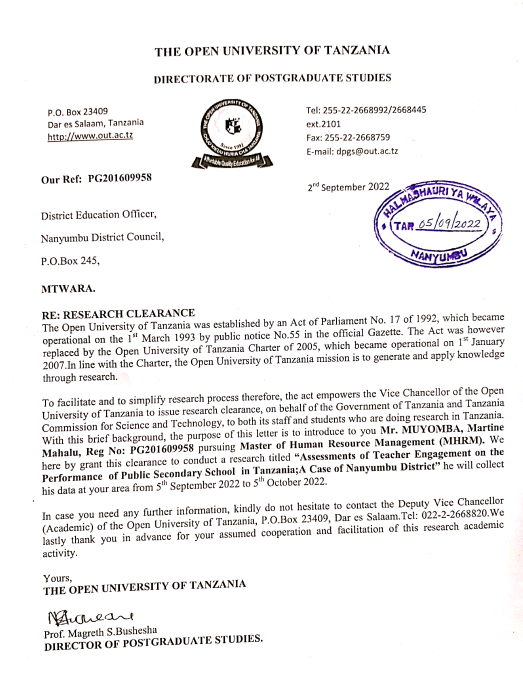 THE OPEN UNIVERSITY OF TANZANIA
DIRECTORATE OF POSTGRADUATE STUDIES
P.O. Box 23409
Dar es Salaam, Tanzania
http://www.out.ac.tz
THE OPEN UNIVERSITY OF TANZANIA
Since 1992
Affordable Quality Education for All
Tel: 255-22-2668992/2668445
ext.2101
Fax: 255-22-2668759
E-mail: dpgs@out.ac.tz
Our Ref: PG201609958
2nd September 2022
HALMASHAURI YA WILAYA
TAR 05/09/2022
NANYUMBU
District Education Officer,
Nanyumbu District Council,
P.O.Box 245,
MTWARA.
RE: RESEARCH CLEARANCE
The Open University of Tanzania was established by an Act of Parliament No. 17 of 1992, which became
operational on the 1st March 1993 by public notice No.55 in the official Gazette. The Act was however
replaced by the Open University of Tanzania Charter of 2005, which became operational on 1st January
2007.In line with the Charter, the Open University of Tanzania mission is to generate and apply knowledge
through research.
To facilitate and to simplify research process therefore, the act empowers the Vice Chancellor of the Open
University of Tanzania to issue research clearance, on behalf of the Government of Tanzania and Tanzania
Commission for Science and Technology, to both its staff and students who are doing research in Tanzania.
With this brief background, the purpose of this letter is to introduce to you Mr. MUYOMBA, Martine
Mahalu, Reg No: PG201609958 pursuing Master of Human Resource Management (MHRM). We
here by grant this clearance to conduct a research titled “Assessments of Teacher Engagement on the
Performance of Public Secondary School in Tanzania;A Case of Nanyumbu District” he will collect
his data at your area from 5th September 2022 to 5th October 2022.
In case you need any further information, kindly do not hesitate to contact the Deputy Vice Chancellor
(Academic) of the Open University of Tanzania, P.O.Box 23409, Dar es Salaam.Tel: 022-2-2668820.We
lastly thank you in advance for your assumed cooperation and facilitation of this research academic
activity.
Yours,
THE OPEN UNIVERSITY OF TANZANIA
Prof. Magreth S.Bushesha
DIRECTOR OF POSTGRADUATE STUDIES.